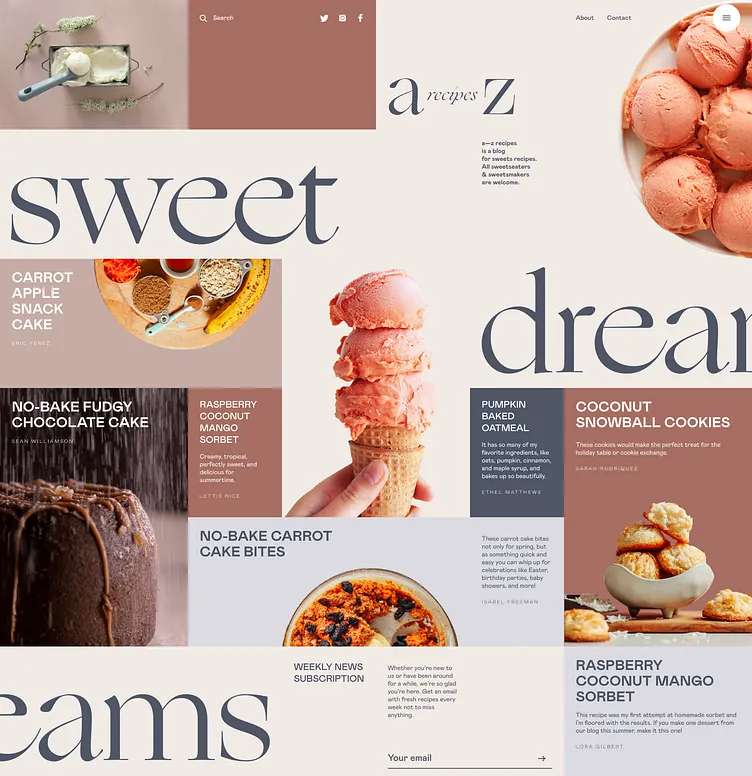 Search
About Contact
a recipes z
a—z recipes
is a blog
for sweets recipes.
All sweetseaters
& sweetsmakers
are welcome.
sweet
CARROT
APPLE
SNACK
CAKE
ERIC PEREZ
drear
NO-BAKE FUDGY
CHOCOLATE CAKE
SEAN WILLIAMSON
RASPBERRY
COCONUT
MANGO
SORBET
Creamy, tropical,
perfectly sweet, and
delicious for
summertime.
LETTIE RICE
PUMPKIN
BAKED
OATMEAL
It has so many of my
favorite ingredients, like
oats, pumpkin, cinnamon,
and maple syrup, and
bakes up so beautifully.
ETHEL MATTHEWS
COCONUT
SNOWBALL COOKIES
These cookies would make the perfect treat for the
holiday table or cookie exchange.
SARAH RODRIQUEZ
NO-BAKE CARROT
CAKE BITES
These carrot cake bites
not only for spring, but
as something quick and
easy you can whip up for
celebrations like Easter,
birthday parties, baby
showers, and more!
ISABEL FREEMAN
eams
WEEKLY NEWS
SUBSCRIPTION
Whether you're new to
us or have been around
for a while, we're so glad
you're here. Get an email
with fresh recipes every
week not to miss
anything.
Your email
RASPBERRY
COCONUT MANGO
SORBET
This recipe was my first attempt at homemade sorbet and
I'm floored with the results. If you make one dessert from
our blog this summer, make it this one!
LORA GILBERT